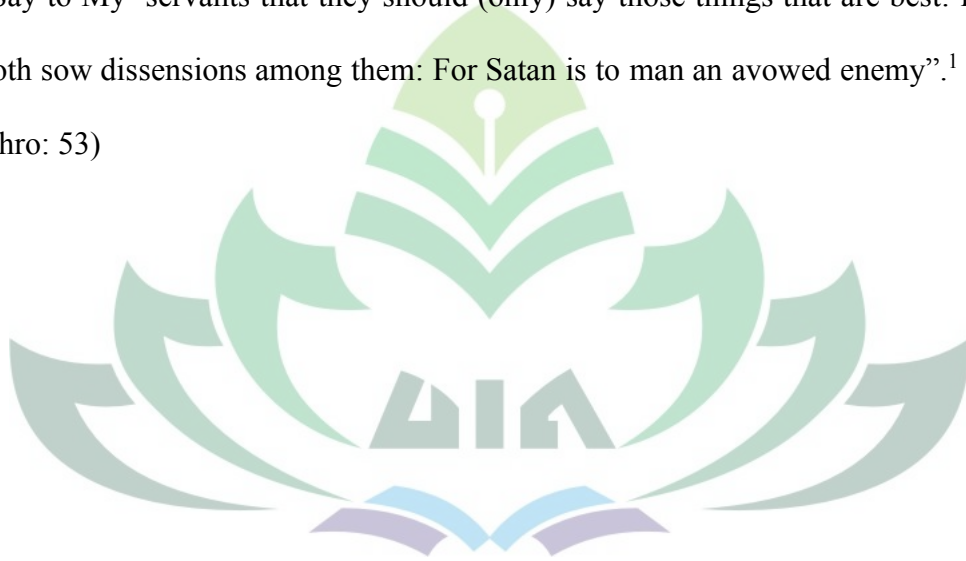 ay to My servants that they should (only) say those things that are best:
oth sow dissensions among them: For Satan is to man an avowed enemy”.1
hro: 53)
UIN